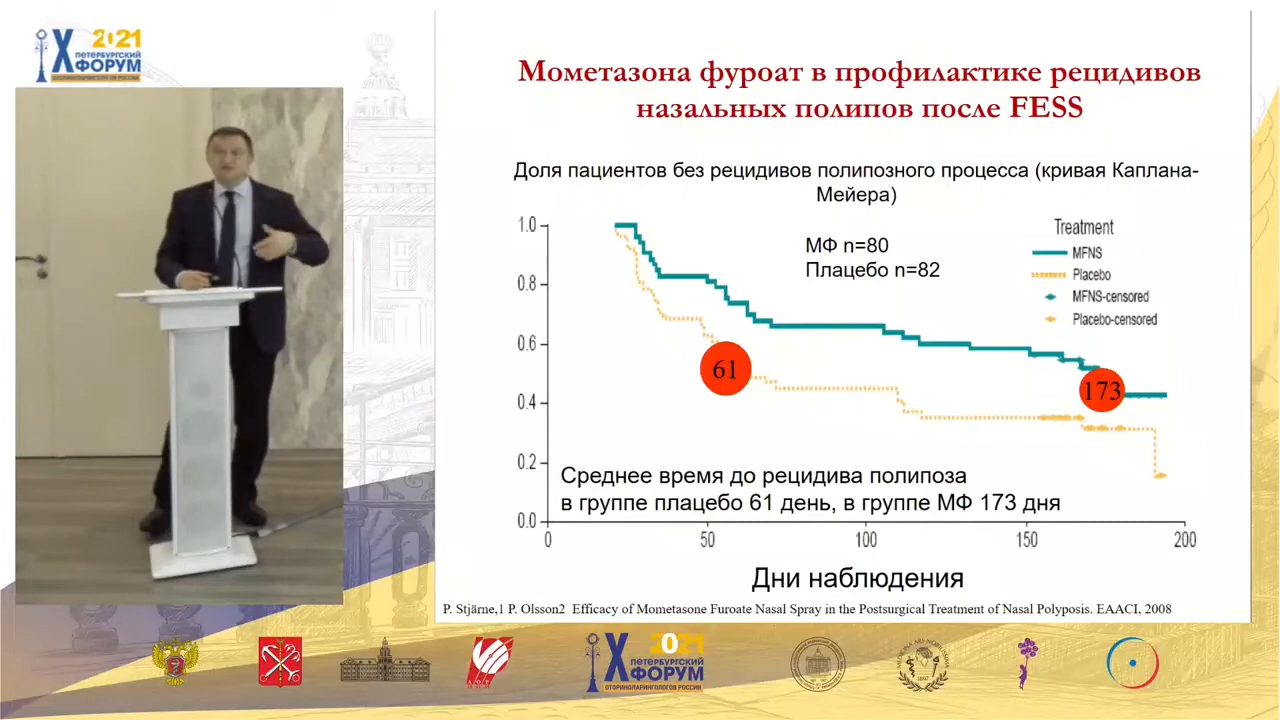 X
2021
ПЕТЕРБУРГСКИЙ
ФОРУМ
ОТОРИНОЛАРИНГОЛОГОВ РОССИИ
Мометазона фуроат в профилактике рецидивов
назальных полипов после FESS
Доля пациентов без рецидивов полипозного процесса (кривая Каплана-
Мейера)
МФ n=80
Плацебо n=82
Treatment
MFNS
Placebo
MFNS-censored
Placebo-censored
1.0
0.8
0.6
0.4
0.2
0.0
61
173
Среднее время до рецидива полипоза
в группе плацебо 61 день, в группе МФ 173 дня
0
50
100
150
200
Дни наблюдения
P. Stjärne,1 P. Olsson2 Efficacy of Mometasone Furoate Nasal Spray in the Postsurgical Treatment of Nasal Polyposis. EAACI, 2008
X
2021
ПЕТЕРБУРГСКИЙ
ФОРУМ
ОТОРИНОЛАРИНГОЛОГОВ РОССИИ